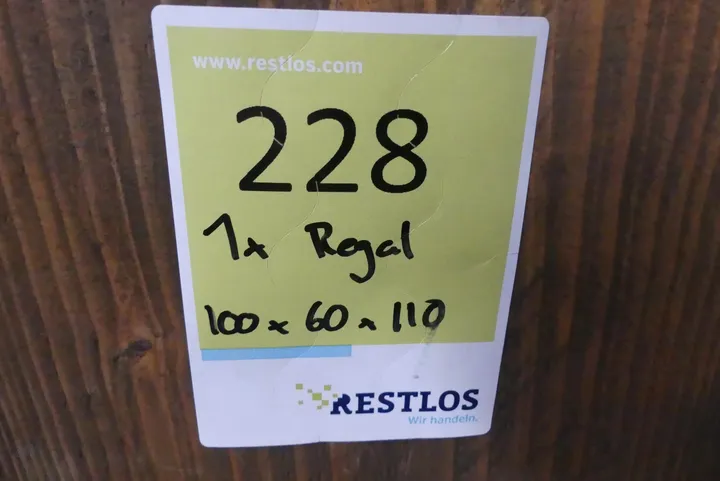 www.restlos.com
228
1x Regal
100 x 60 x 110
RESTLOS
Wir handeln.